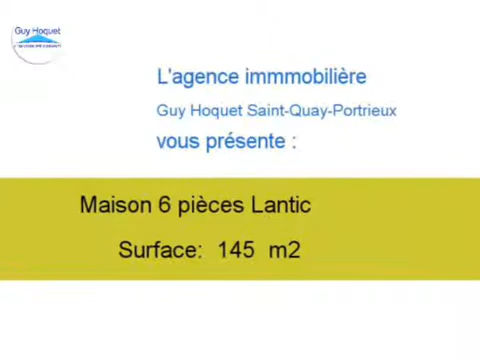 Guy Hoquet
L'agence immmobilière
Guy Hoquet Saint-Quay-Portrieux
vous présente :
Maison 6 pièces Lantic
Surface: 145 m2